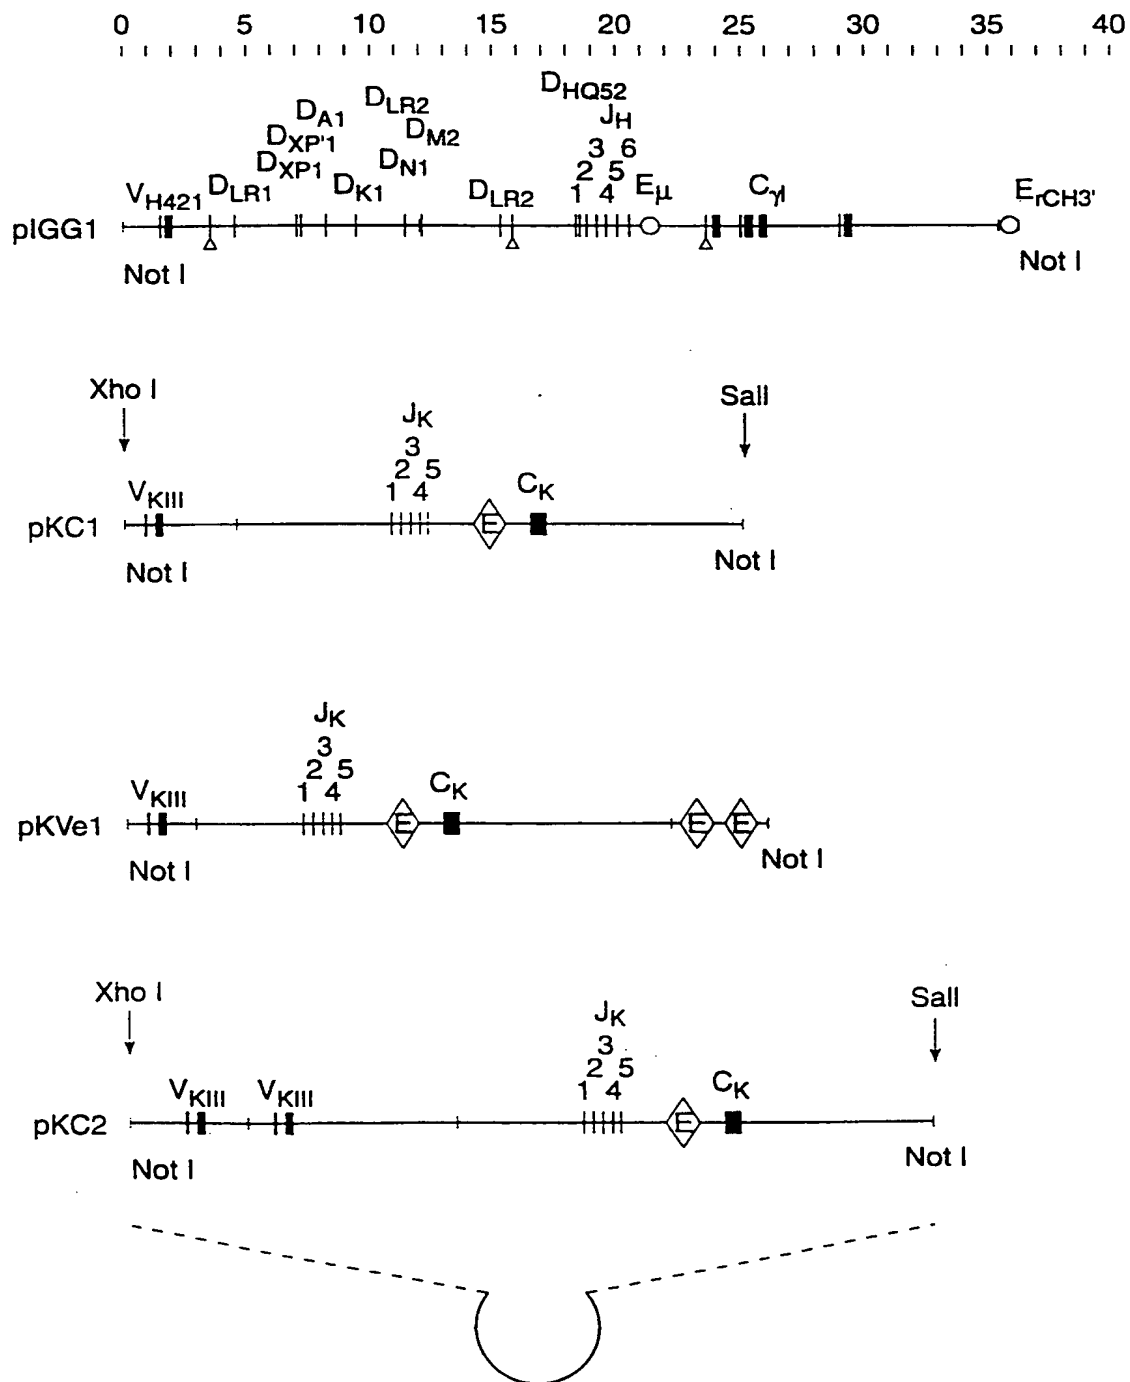 0 5 10 15 20 25 30 35 40
DHQ52
DLR2
DA1
JH
DM2
DXP'1
3 6
DXP1
DN1
2 5
VH421 DLR1 DK1 DLR2 1 4 Eμ CγI ErCH3'
pIGG1
Not I Not I
Xho I SalI
JK
3
2 5
1 4
VKIII CK
pKC1 E
Not I Not I
JK
3
2 5
1 4
VKIII CK
pKVe1 E E E
Not I Not I
Xho I SalI
JK
3
2 5
1 4
VKIII VKIII CK
pKC2 E
Not I Not I